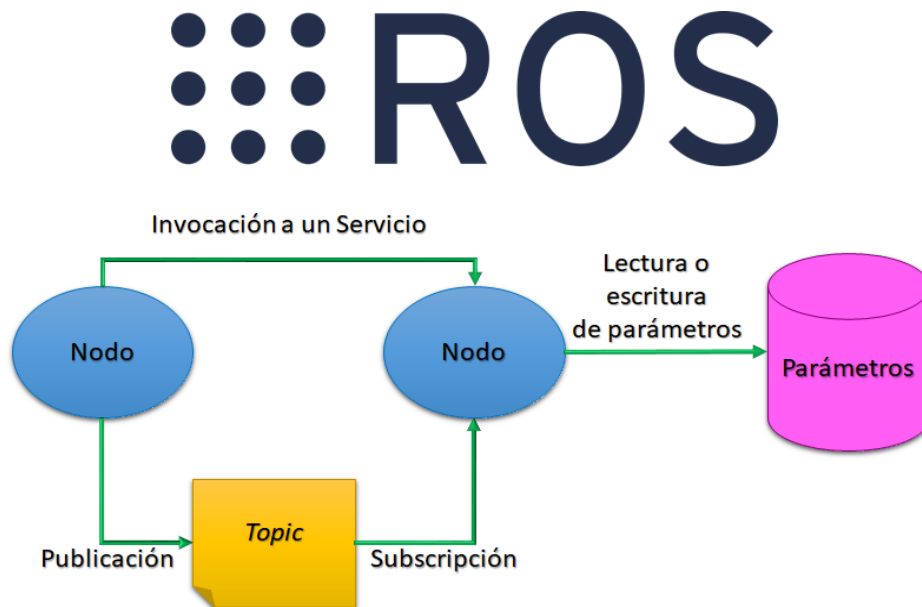 ROS
Invocación a un Servicio
Lectura o
escritura
de parámetros
Nodo
Nodo
Parámetros
Topic
Publicación
Subscripción